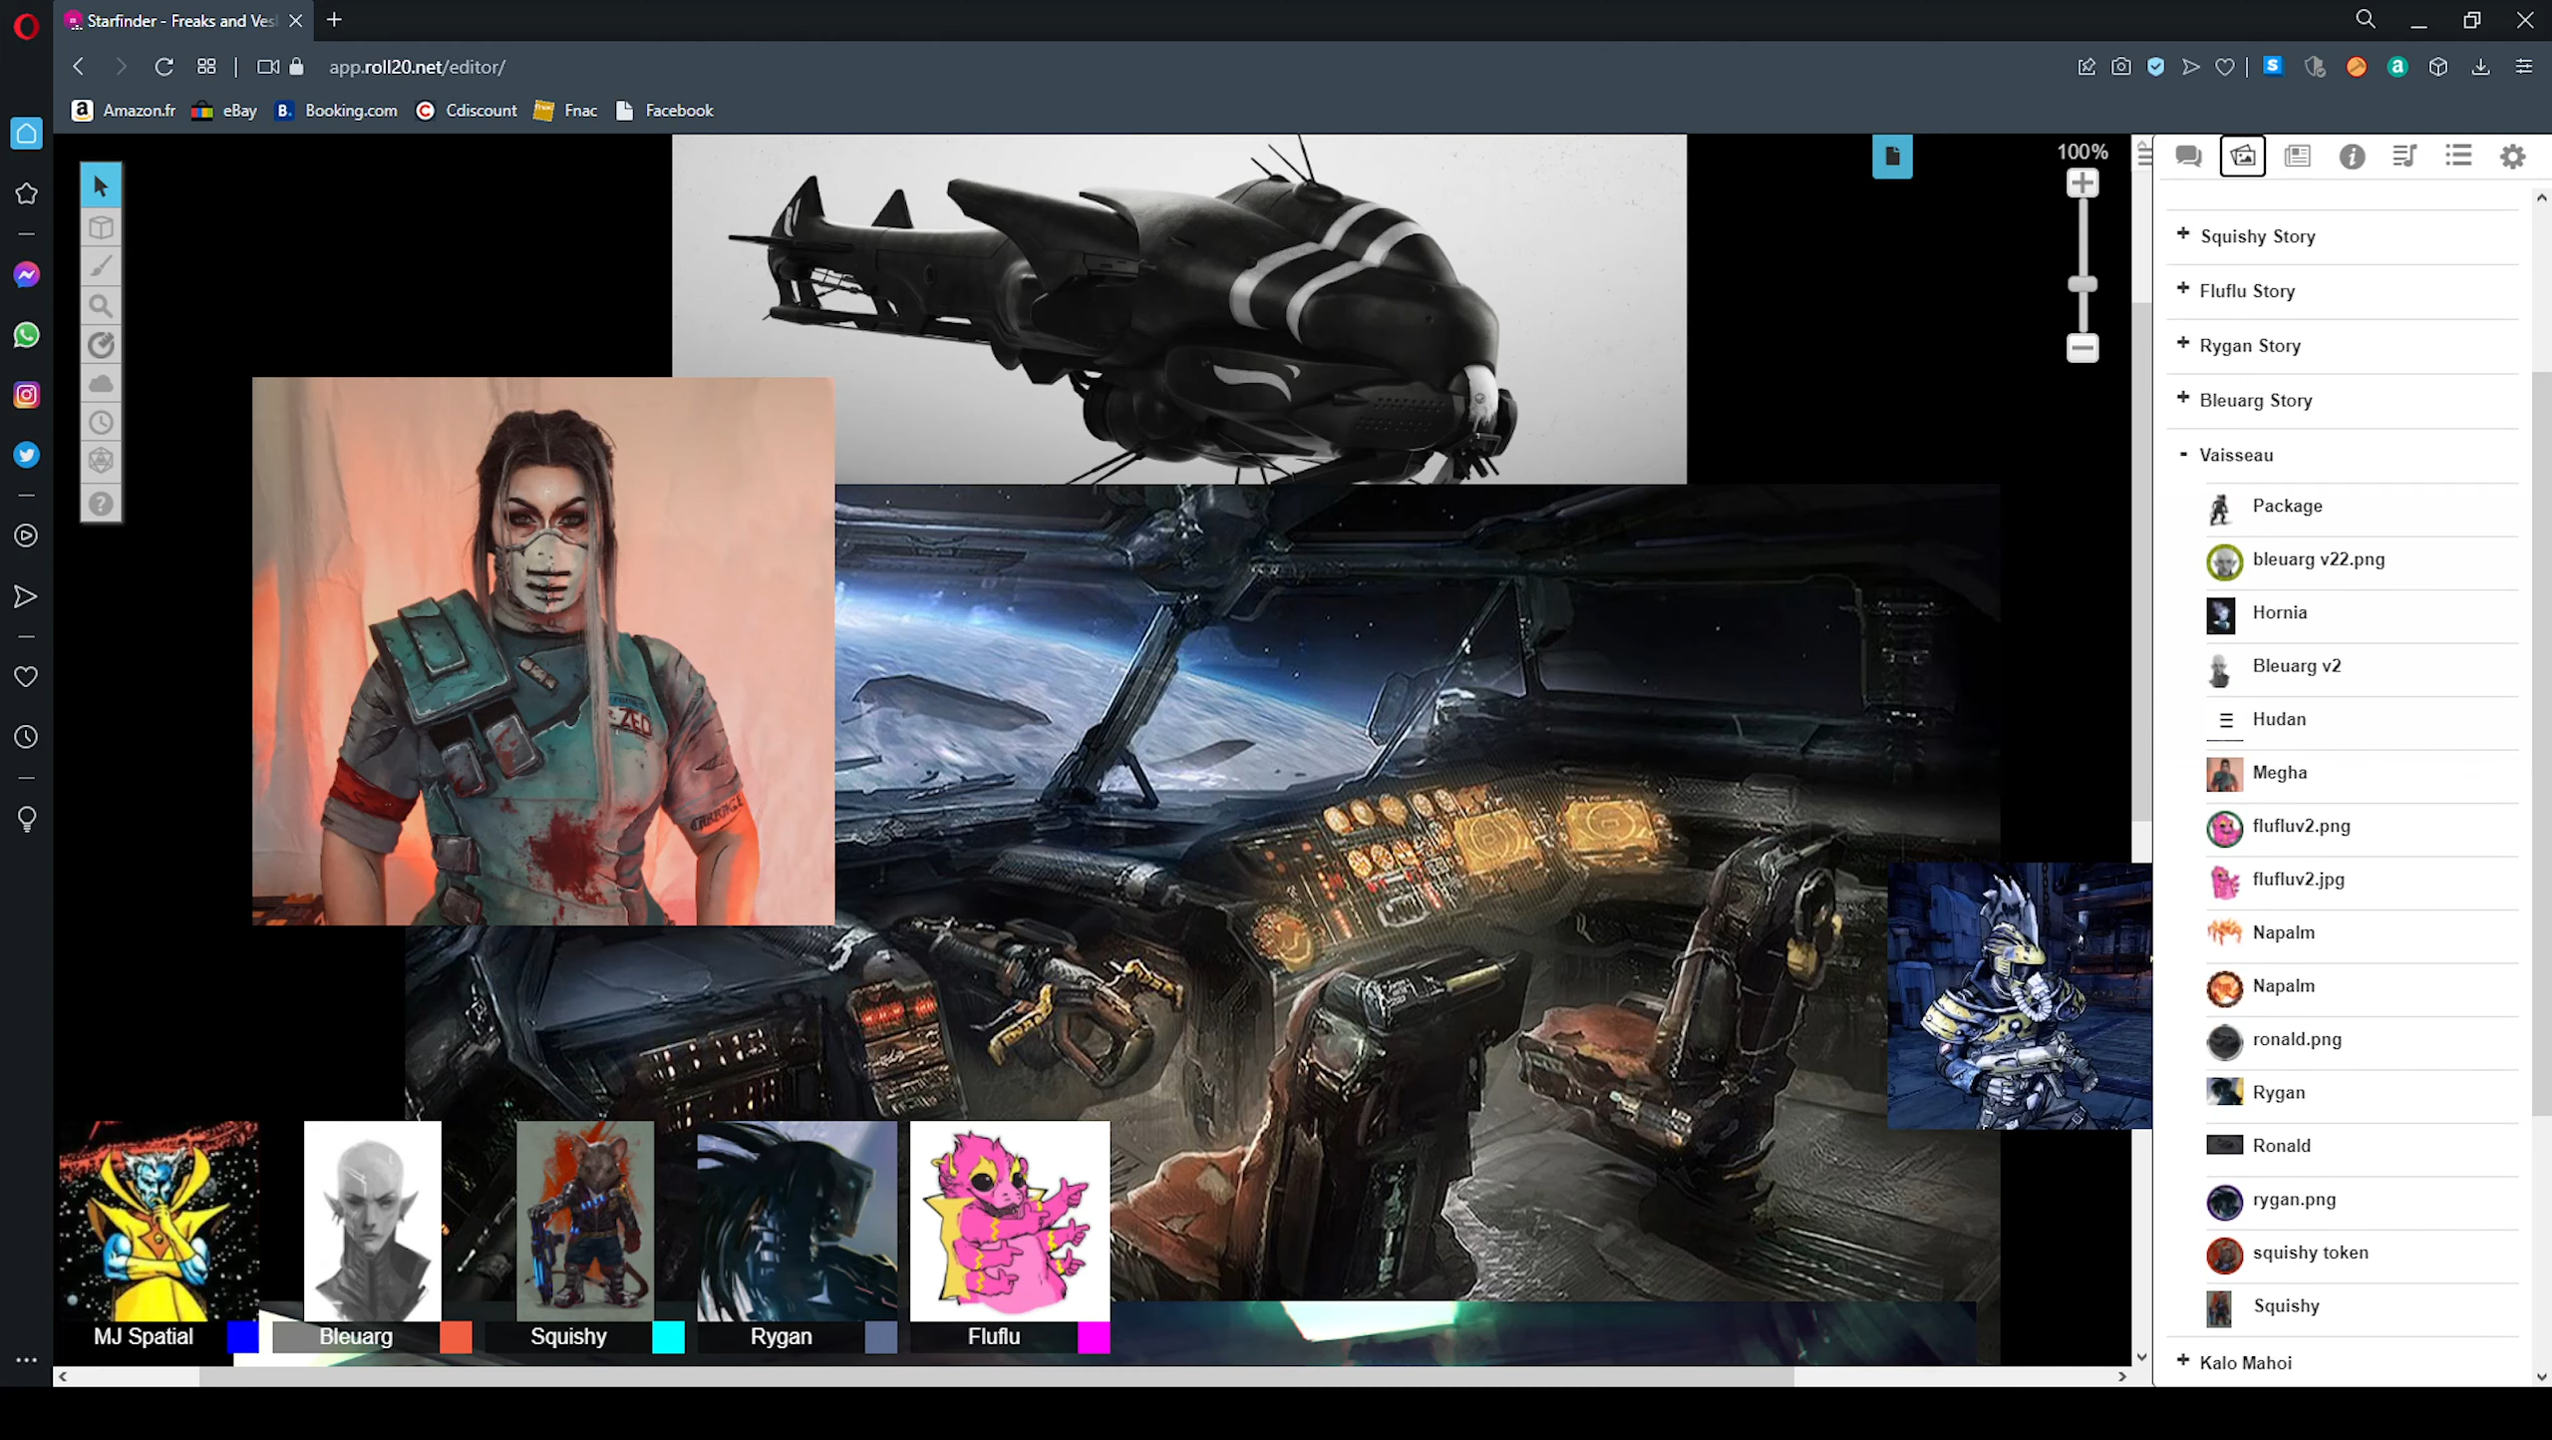 Starfinder - Freaks and Ves
app.roll20.net/editor/
Amazon.fr
eBay
Booking.com
Cdiscount
Fnac
Facebook
100%
Squishy Story
Fluflu Story
Rygan Story
Bleuarg Story
Vaisseau
Package
bleuarg v22.png
Hornia
Bleuarg v2
Hudan
Megha
flufluv2.png
flufluv2.jpg
Napalm
Napalm
ronald.png
Rygan
Ronald
rygan.png
squishy token
Squishy
Kalo Mahoi
ZED
MJ Spatial
Bleuarg
Squishy
Rygan
Fluflu